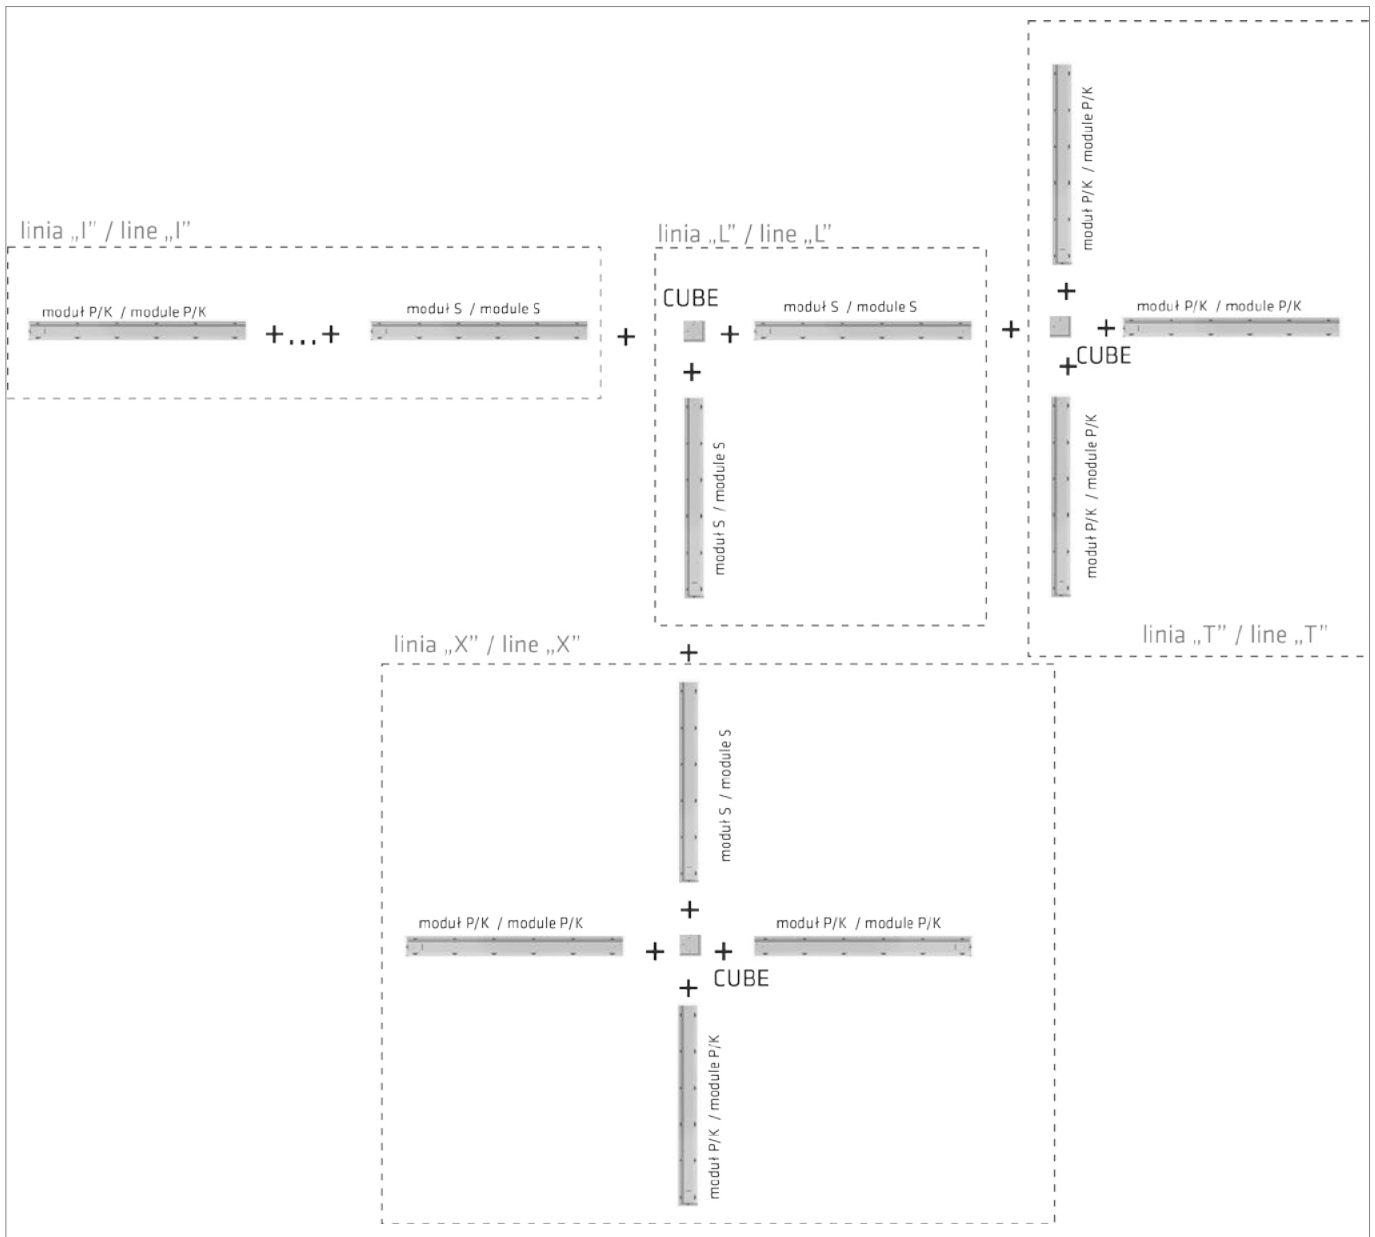 linia „I” / line „I”
moduł P/K / module P/K
+...+
moduł S / module S
+
linia „L” / line „L”
CUBE
+
moduł S / module S
+
moduł S / module S
+
moduł P/K / module P/K
+
+
moduł P/K / module P/K
CUBE
+
moduł P/K / module P/K
linia „T” / line „T”
+
linia „X” / line „X”
moduł S / module S
+
moduł P/K / module P/K
+
+
moduł P/K / module P/K
CUBE
+
moduł P/K / module P/K